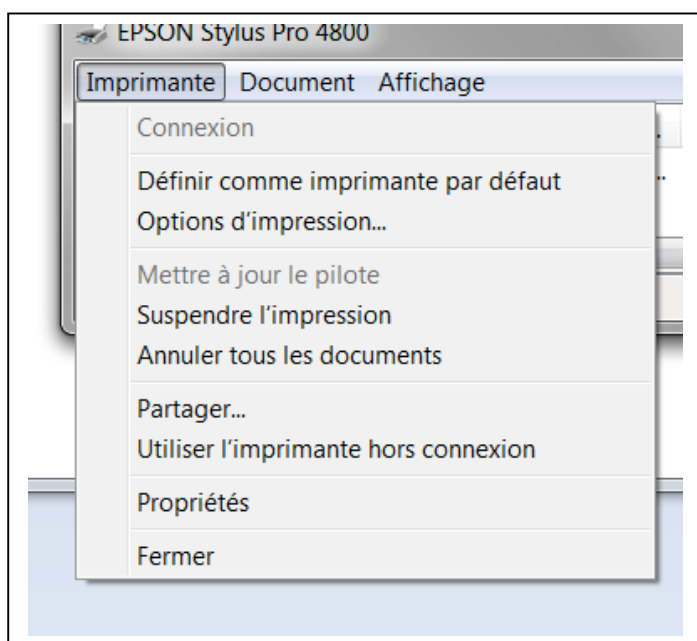 EPSON Stylus Pro 4800
Imprimante Document Affichage
Connexion
Définir comme imprimante par défaut
Options d’impression...
Mettre à jour le pilote
Suspendre l’impression
Annuler tous les documents
Partager...
Utiliser l’imprimante hors connexion
Propriétés
Fermer